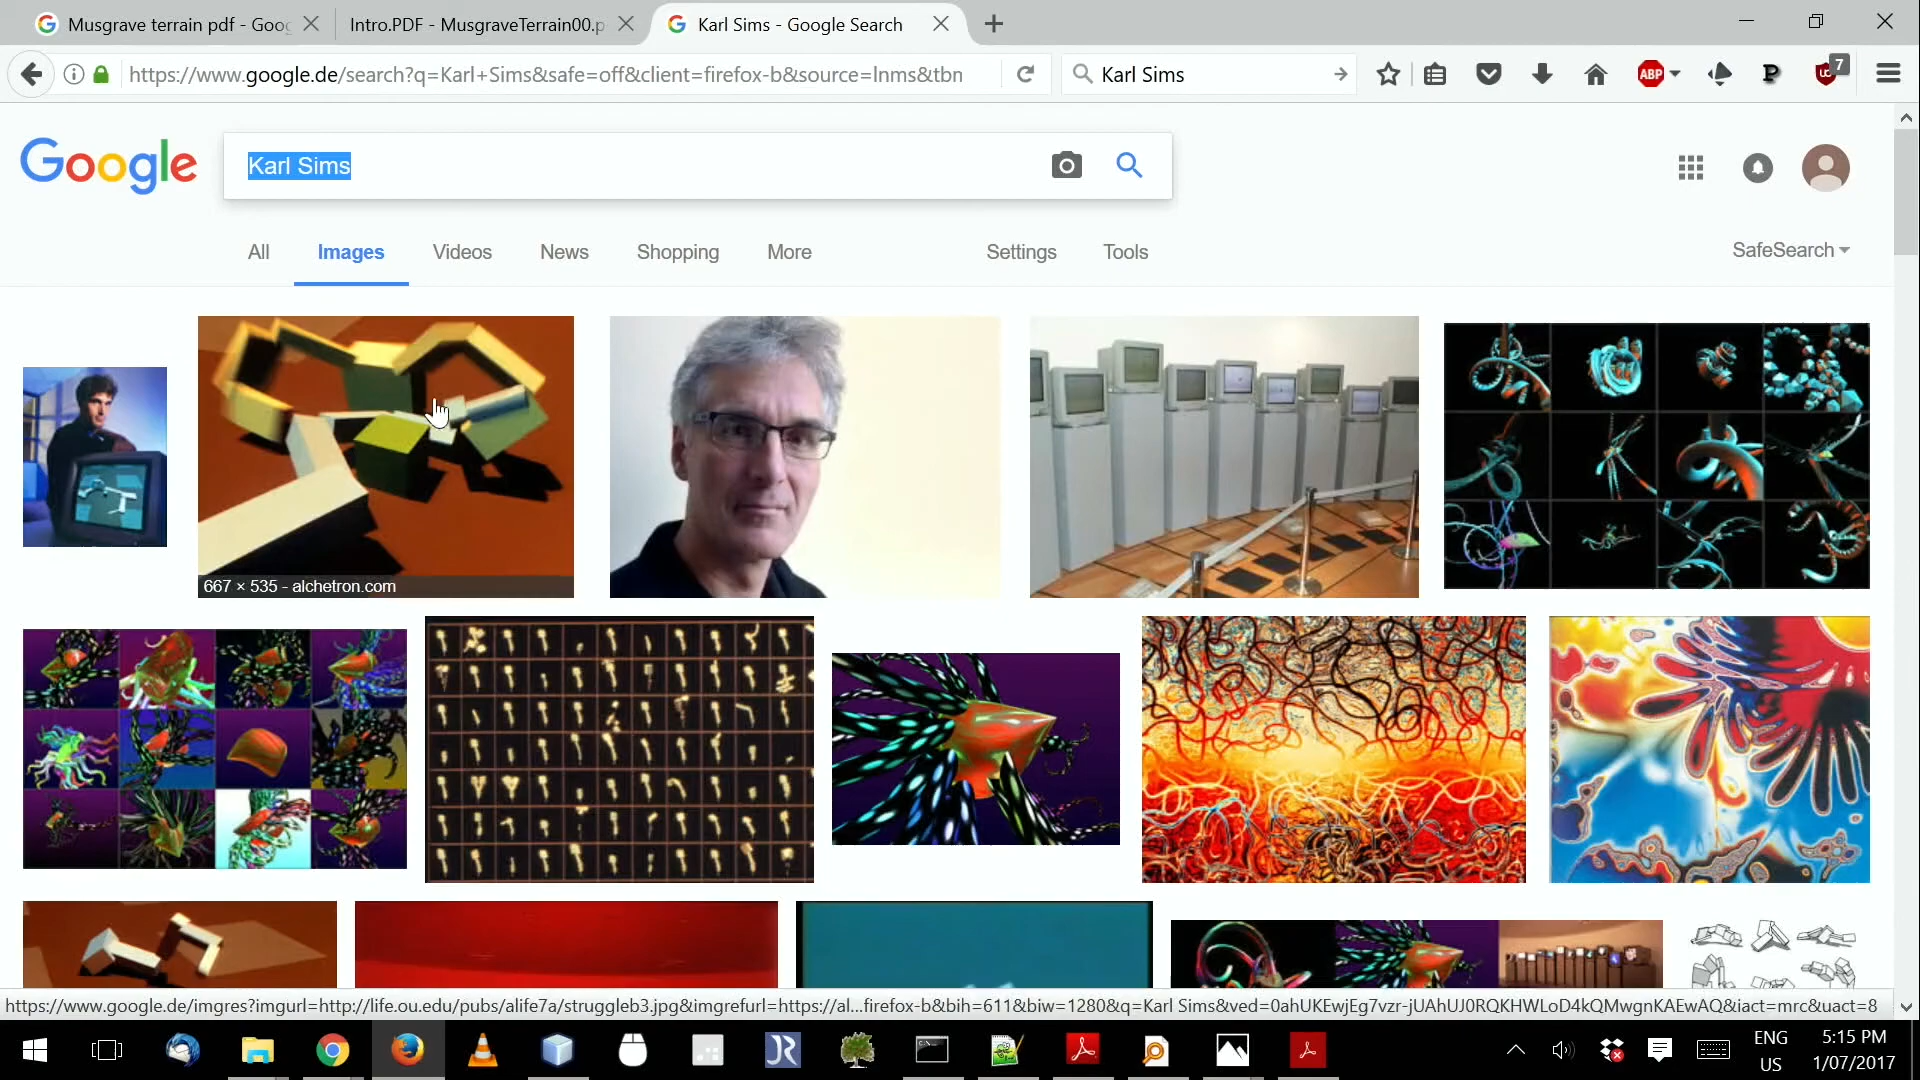 Musgrave terrain pdf - Goog
Intro.PDF - MusgraveTerrain00.p
Karl Sims - Google Search
https://www.google.de/search?q=Karl+Sims&safe=off&client=firefox-b&source=lnms&tbn
Karl Sims
ABP
P
7
Google
Karl Sims
All
Images
Videos
News
Shopping
More
Settings
Tools
SafeSearch
667 × 535 - alchetron.com
https://www.google.de/imgres?imgurl=http://life.ou.edu/pubs/alife7a/struggleb3.jpg&imgrefurl=https://al...firefox-b&bih=611&biw=1280&q=Karl Sims&ved=0ahUKEwjEg7vzr-jUAhUJ0RQKHWLoD4kQMwgnKAEwAQ&iact=mrc&uact=8
JR
ENG
US
5:15 PM
1/07/2017